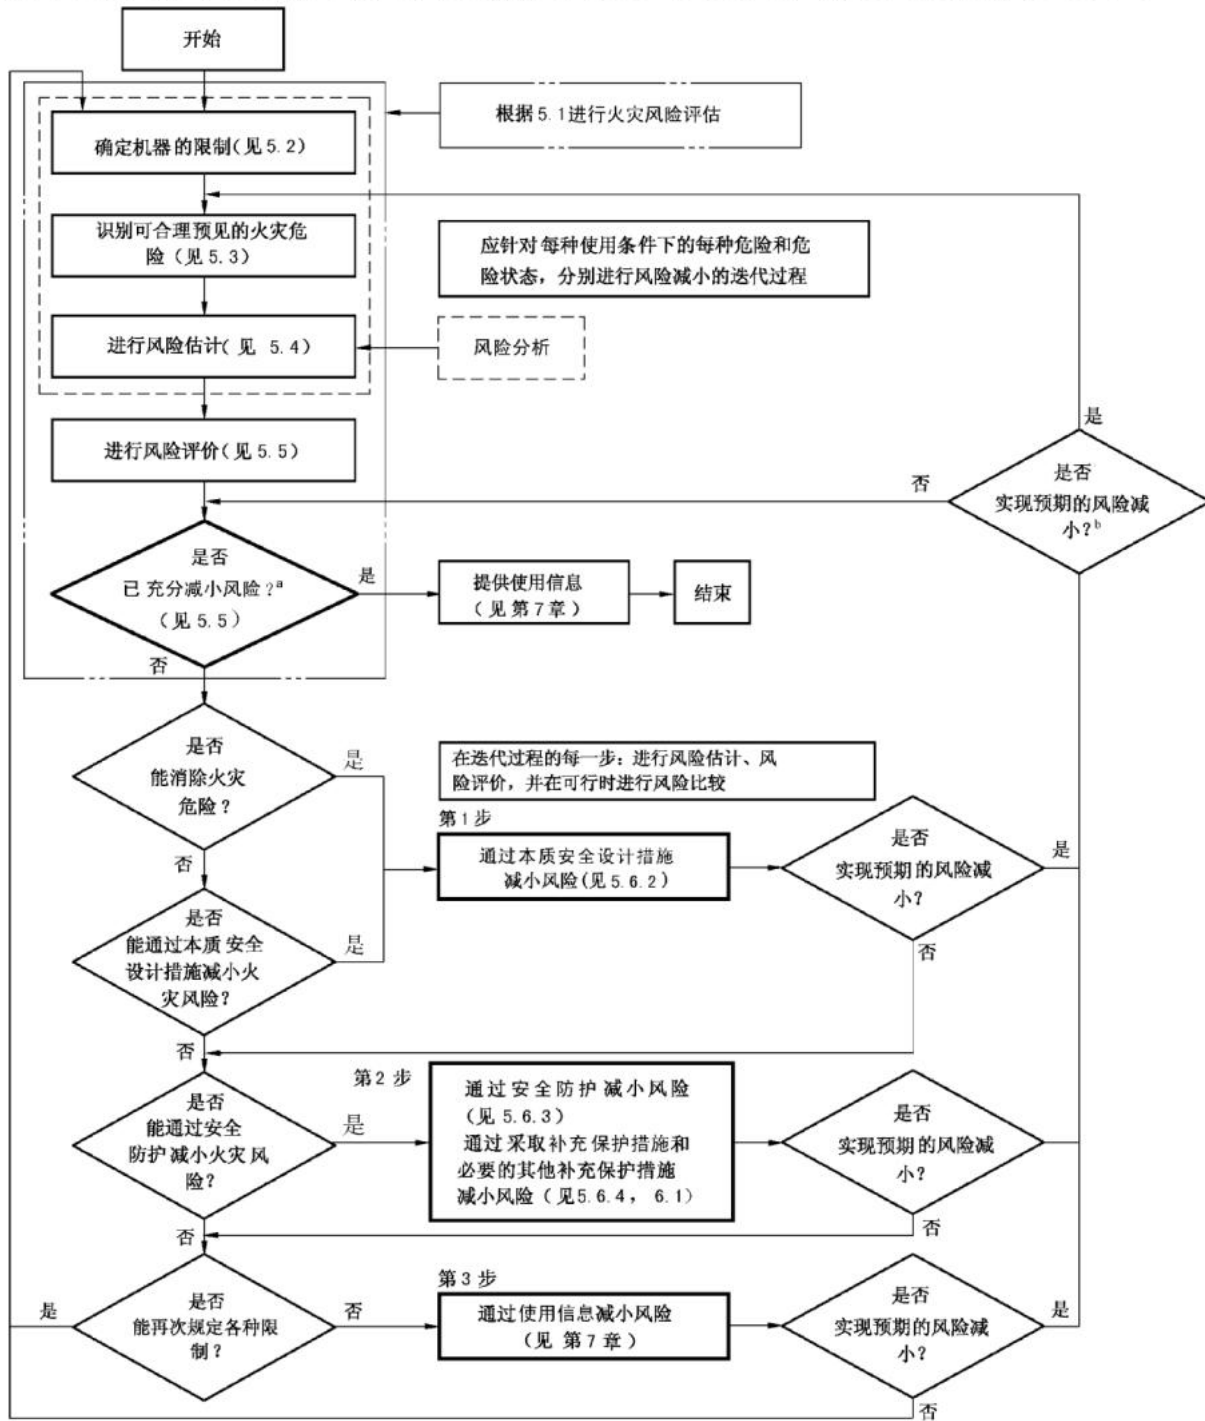 开始
根据5.1进行火灾风险评估
确定机器的限制(见5.2)
识别可合理预见的火灾危
险(见5.3)
应针对每种使用条件下的每种危险和危
险状态，分别进行风险减小的迭代过程
进行风险估计(见 5.4)
风险分析
进行风险评价(见5.5)
是
否
是否
实现预期的风险减
小?b
是否
已充分减小风险?a
(见5.5)
是
提供使用信息
(见第7章)
结束
否
是否
能消除火灾
危险?
是
在迭代过程的每一步：进行风险估计、风
险评价，并在可行时进行风险比较
第1步
通过本质安全设计措施
减小风险(见5.6.2)
是否
实现预期的风险减
小?
是
否
否
是否
能通过本质安全
设计措施减小火
灾风险?
是
否
第2步
是否
能通过安全
防护减小火灾风
险?
是
通过安全防护减小风险
(见5.6.3)
通过采取补充保护措施和
必要的其他补充保护措施
减小风险(见5.6.4，6.1)
是否
实现预期的风险减
小?
否
否
第3步
是
是否
能再次规定各种限
制?
否
通过使用信息减小风险
(见 第7章)
是否
实现预期的风险减
小?
是
否